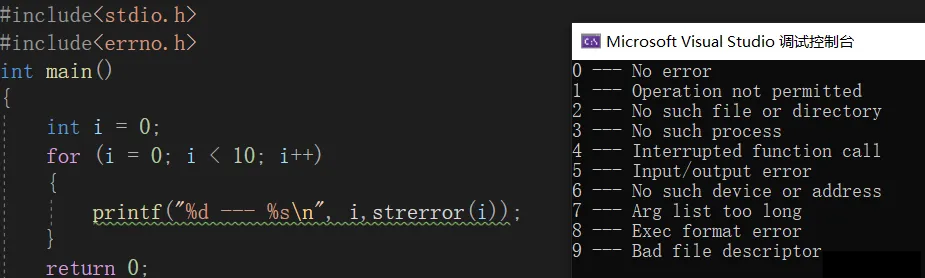 #include<stdio.h>
#include<errno.h>
int main()
{
    int i = 0;
    for (i = 0; i < 10; i++)
    {
        printf("%d --- %s\n", i,strerror(i));
    }
    return 0;
Microsoft Visual Studio 调试控制台
0 --- No error
1 --- Operation not permitted
2 --- No such file or directory
3 --- No such process
4 --- Interrupted function call
5 --- Input/output error
6 --- No such device or address
7 --- Arg list too long
8 --- Exec format error
9 --- Bad file descriptor